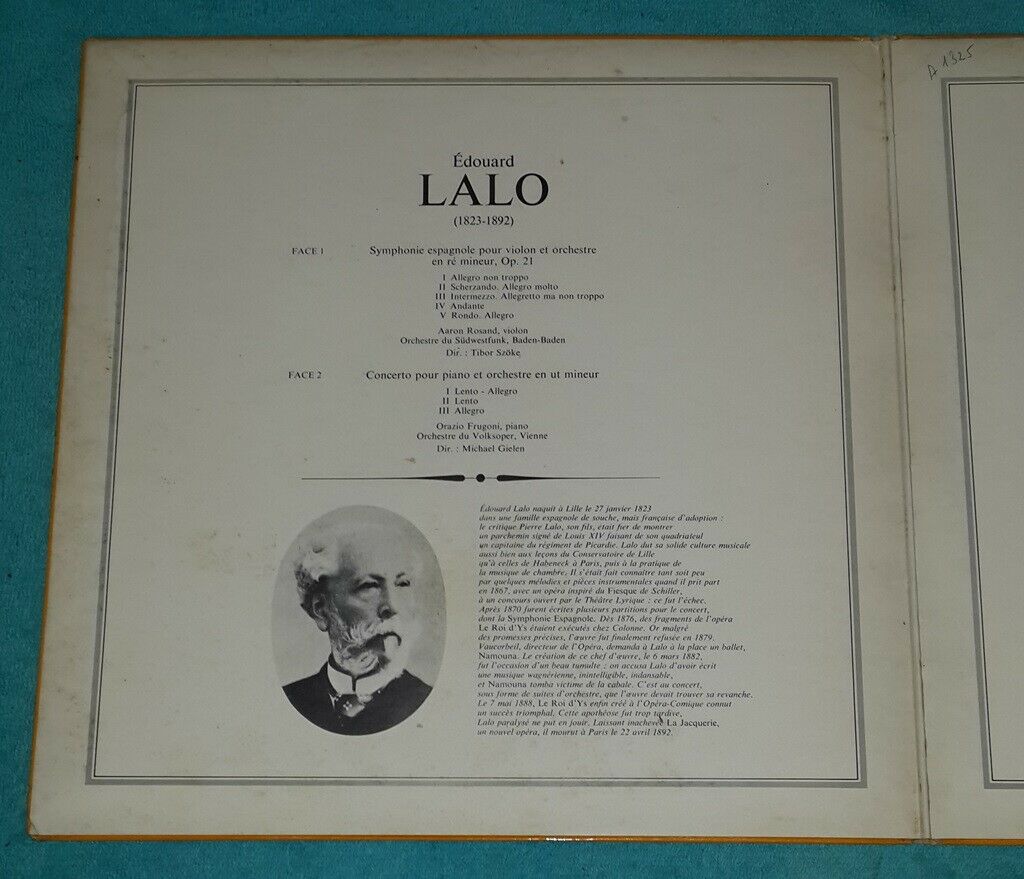 Édouard
LALO
(1823-1892)
FACE 1 Symphonie espagnole pour violon et orchestre
en ré mineur, Op. 21
I Allegro non troppo
II Scherzando. Allegro molto
III Intermezzo. Allegretto ma non troppo
IV Andante
V Rondo. Allegro
Aaron Rosand, violon
Orchestre du Südwestfunk, Baden-Baden
Dir. : Tibor Szöke
FACE 2 Concerto pour piano et orchestre en ut mineur
I Lento - Allegro
II Lento
III Allegro
Orazio Frugoni, piano
Orchestre du Volksoper, Vienne
Dir. : Michael Gielen
Édouard Lalo naquit à Lille le 27 janvier 1823
dans une famille espagnole de souche, mais française d'adoption :
le critique Pierre Lalo, son fils, était fier de montrer
un parchemin signé de Louis XIV faisant de son quadriateul
un capitaine du régiment de Picardie. Lalo dut sa solide culture musicale
aussi bien aux leçons du Conservatoire de Lille
qu'à celles de Habeneck à Paris, puis à la pratique de
la musique de chambre. Il s'était fait connaître tant soit peu
par quelques mélodies et pièces instrumentales quand il prit part
en 1867, avec un opéra inspiré du Fiesque de Schiller,
à un concours ouvert par le Théâtre Lyrique : ce fut l'échec.
Après 1870 furent écrites plusieurs partitions pour le concert,
dont la Symphonie Espagnole. Dès 1876, des fragments de l'opéra
Le Roi d'Ys étaient exécutés chez Colonne. Or malgré
des promesses précises, l'œuvre fut finalement refusée en 1879.
Vaucorbeil, directeur de l'Opéra, demanda à Lalo à la place un ballet,
Namouna. Le création de ce chef d'œuvre, le 6 mars 1882,
fut l'occasion d'un beau tumulte : on accusa Lalo d'avoir écrit
une musique wagnérienne, inintelligible, indansable,
et Namouna tomba victime de la cabale. C'est au concert,
sous forme de suites d'orchestre, que l'œuvre devait trouver sa revanche.
Le 7 mai 1888, Le Roi d'Ys enfin créé à l'Opéra-Comique connut
un succès triomphal. Cette apothéose fut trop tardive,
Lalo paralysé ne put en jouir. Laissant inachevée La Jacquerie,
un nouvel opéra, il mourut à Paris le 22 avril 1892.
A 1325